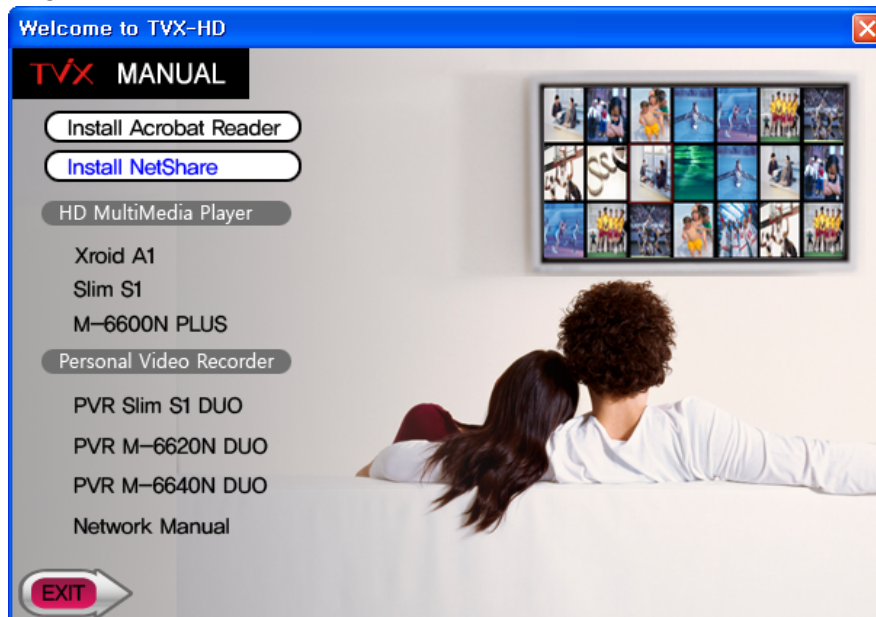 Welcome to TVX-HD
TViX MANUAL
Install Acrobat Reader
Install NetShare
HD MultiMedia Player
Xroid A1
Slim S1
M-6600N PLUS
Personal Video Recorder
PVR Slim S1 DUO
PVR M-6620N DUO
PVR M-6640N DUO
Network Manual
EXIT